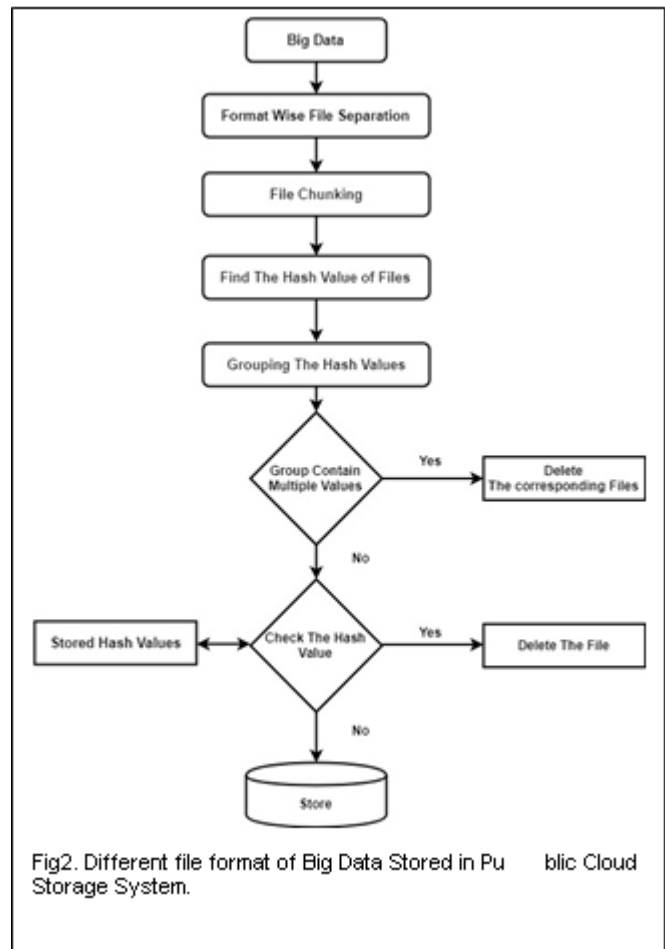 Big Data
Format Wise File Separation
File Chunking
Find The Hash Value of Files
Grouping The Hash Values
Group Contain
Multiple Values
Yes
Delete
The corresponding Files
No
Stored Hash Values
Check The Hash
Value
Yes
Delete The File
No
Store
Fig2. Different file format of Big Data Stored in Pu blic Cloud
Storage System.